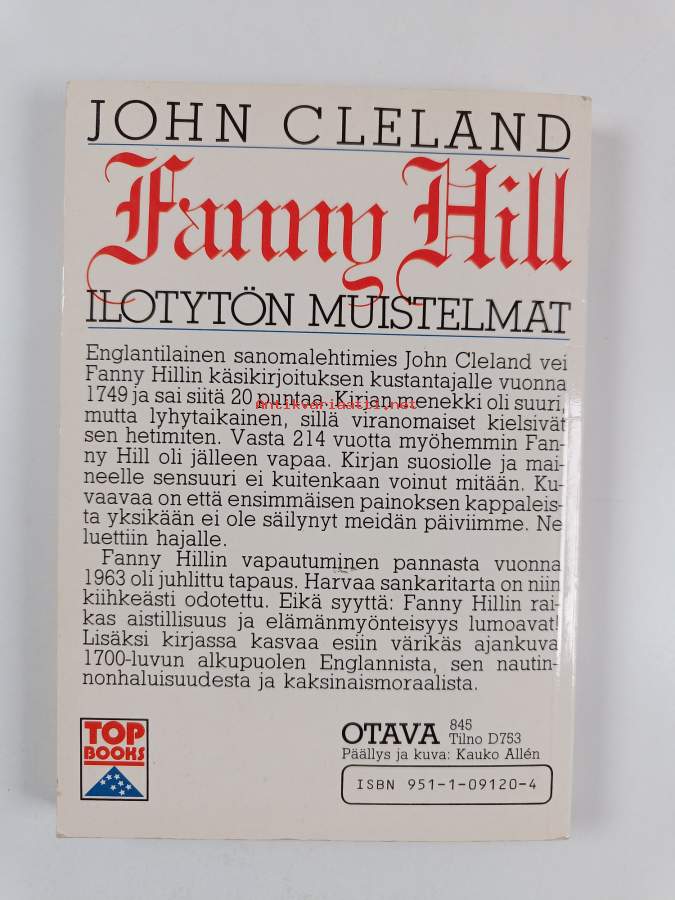 JOHN CLELAND
Fanny Hill
ILOTYTÖN MUISTELMAT
Englantilainen sanomalehtimies John Cleland vei
Fanny Hillin käsikirjoituksen kustantajalle vuonna
1749 ja sai siitä 20 puntaa. Kirjan menekki oli suuri,
antikvariaatti.net
mutta lyhytaikainen, sillä viranomaiset kielsivät
sen hetimiten. Vasta 214 vuotta myöhemmin Fan-
ny Hill oli jälleen vapaa. Kirjan suosiolle ja mai-
neelle sensuuri ei kuitenkaan voinut mitään. Ku-
vaavaa on että ensimmäisen painoksen kappaleis-
ta yksikään ei ole säilynyt meidän päiviimme. Ne
luettiin hajalle.
Fanny Hillin vapautuminen pannasta vuonna
1963 oli juhlittu tapaus. Harvaa sankaritarta on niin
kiihkeästi odotettu. Eikä syyttä: Fanny Hillin rai-
kas aistillisuus ja elämänmyönteisyys lumoavat!
Lisäksi kirjassa kasvaa esiin värikäs ajankuva
1700-luvun alkupuolen Englannista, sen nautin-
nonhaluisuudesta ja kaksinaismoraalista.
TOP
BOOKS
OTAVA 845
Tilno D753
Päällys ja kuva: Kauko Allén
ISBN 951-1-09120-4